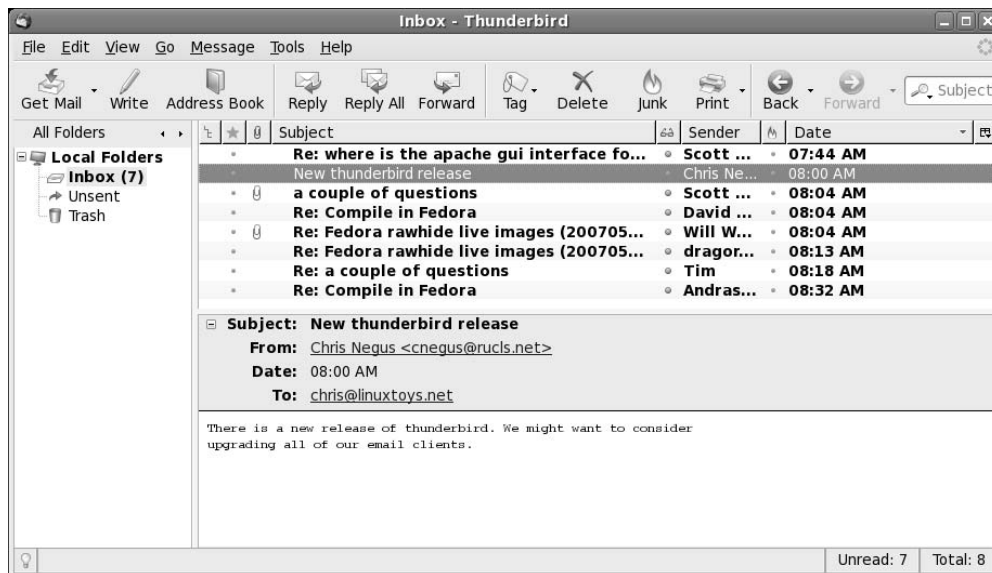 Inbox - Thunderbird
File Edit View Go Message Tools Help
Get Mail Write Address Book Reply Reply All Forward Tag Delete Junk Print Back Forward Subject
All Folders Subject Sender Date
Local Folders
Inbox (7)
Unsent
Trash
Re: where is the apache gui interface fo... Scott ... 07:44 AM
New thunderbird release Chris Ne... 08:00 AM
a couple of questions Scott ... 08:04 AM
Re: Compile in Fedora David ... 08:04 AM
Re: Fedora rawhide live images (200705... Will W... 08:04 AM
Re: Fedora rawhide live images (200705... dragor... 08:13 AM
Re: a couple of questions Tim 08:18 AM
Re: Compile in Fedora Andras... 08:32 AM
Subject: New thunderbird release
From: Chris Negus <cnegus@rucls.net>
Date: 08:00 AM
To: chris@linuxtoys.net
There is a new release of thunderbird. We might want to consider
upgrading all of our email clients.
Unread: 7 Total: 8